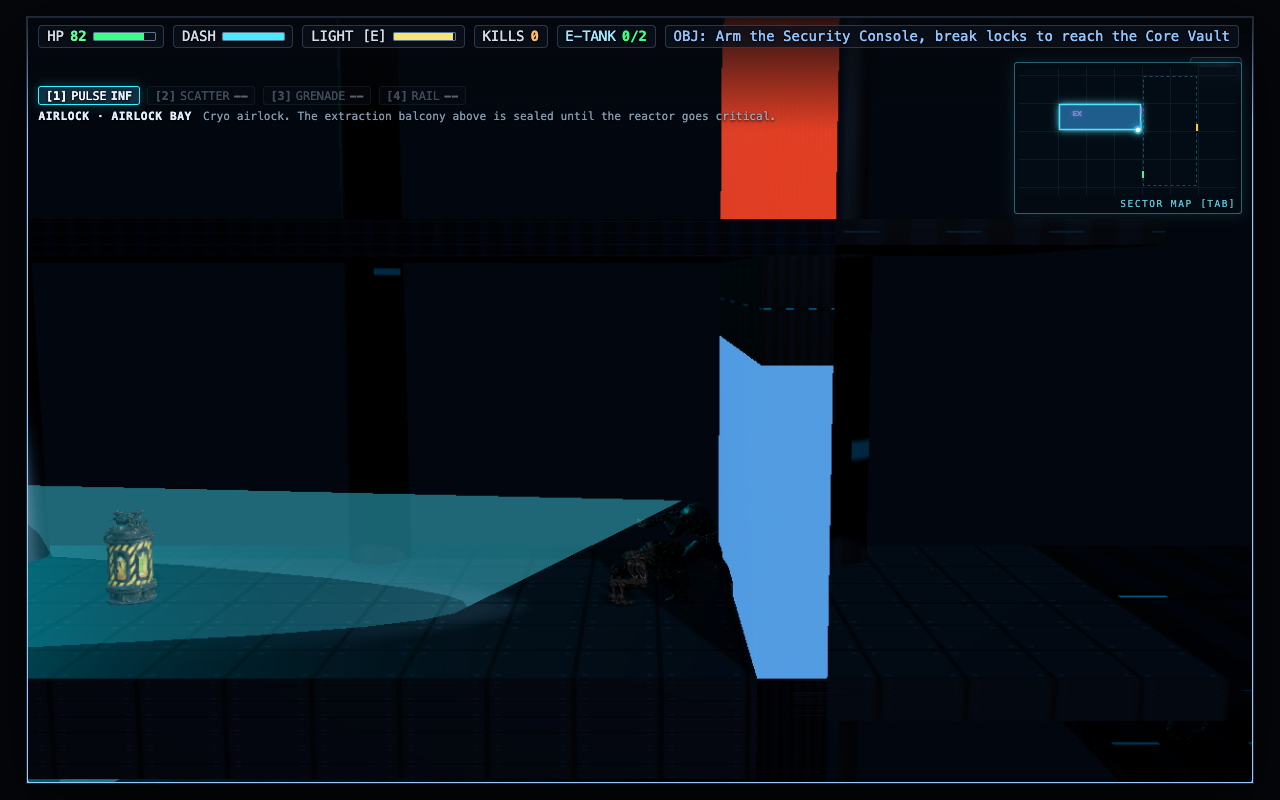 HP 82 DASH LIGHT [E] KILLS 0 E-TANK 0/2 OBJ: Arm the Security Console, break locks to reach the Core Vault
[1] PULSE INF [2] SCATTER —— [3] GRENADE —— [4] RAIL ——
AIRLOCK · AIRLOCK BAY Cryo airlock. The extraction balcony above is sealed until the reactor goes critical.
EX
SECTOR MAP [TAB]